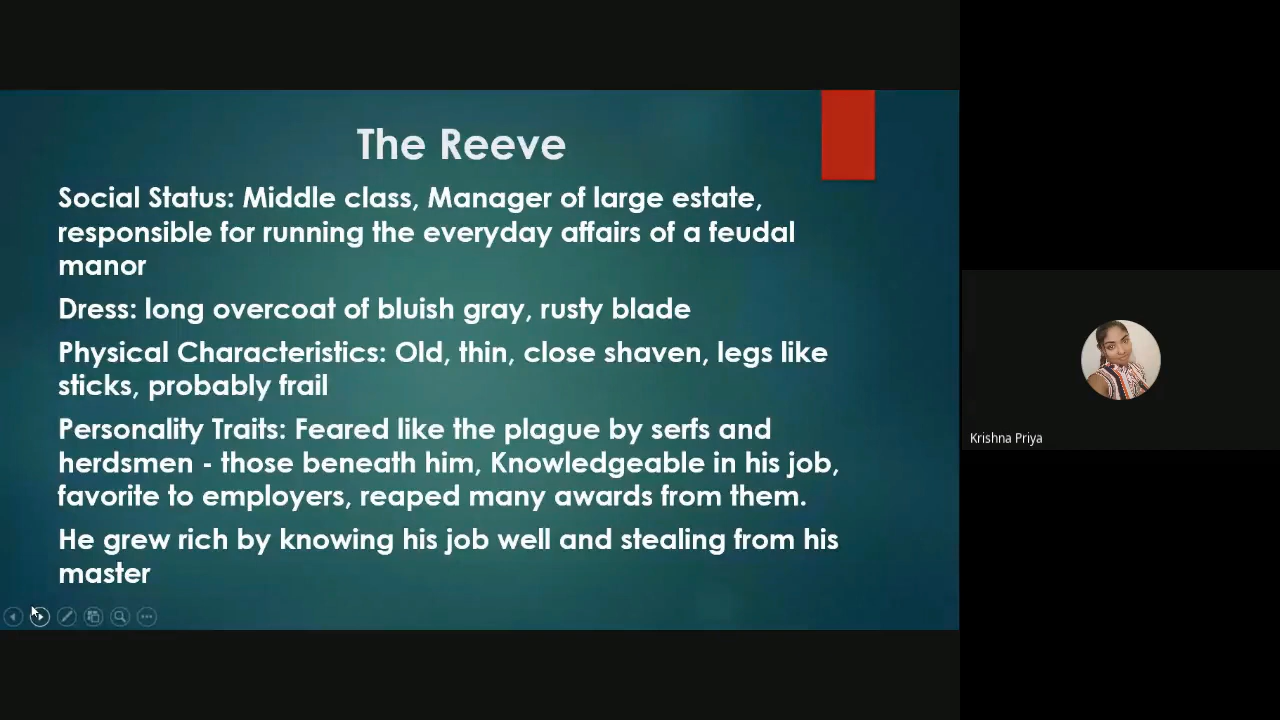 The Reeve
Social Status: Middle class, Manager of large estate,
responsible for running the everyday affairs of a feudal
manor
Dress: long overcoat of bluish gray, rusty blade
Physical Characteristics: Old, thin, close shaven, legs like
sticks, probably frail
Personality Traits: Feared like the plague by serfs and
herdsmen - those beneath him, Knowledgeable in his job,
favorite to employers, reaped many awards from them.
He grew rich by knowing his job well and stealing from his
master
Krishna Priya